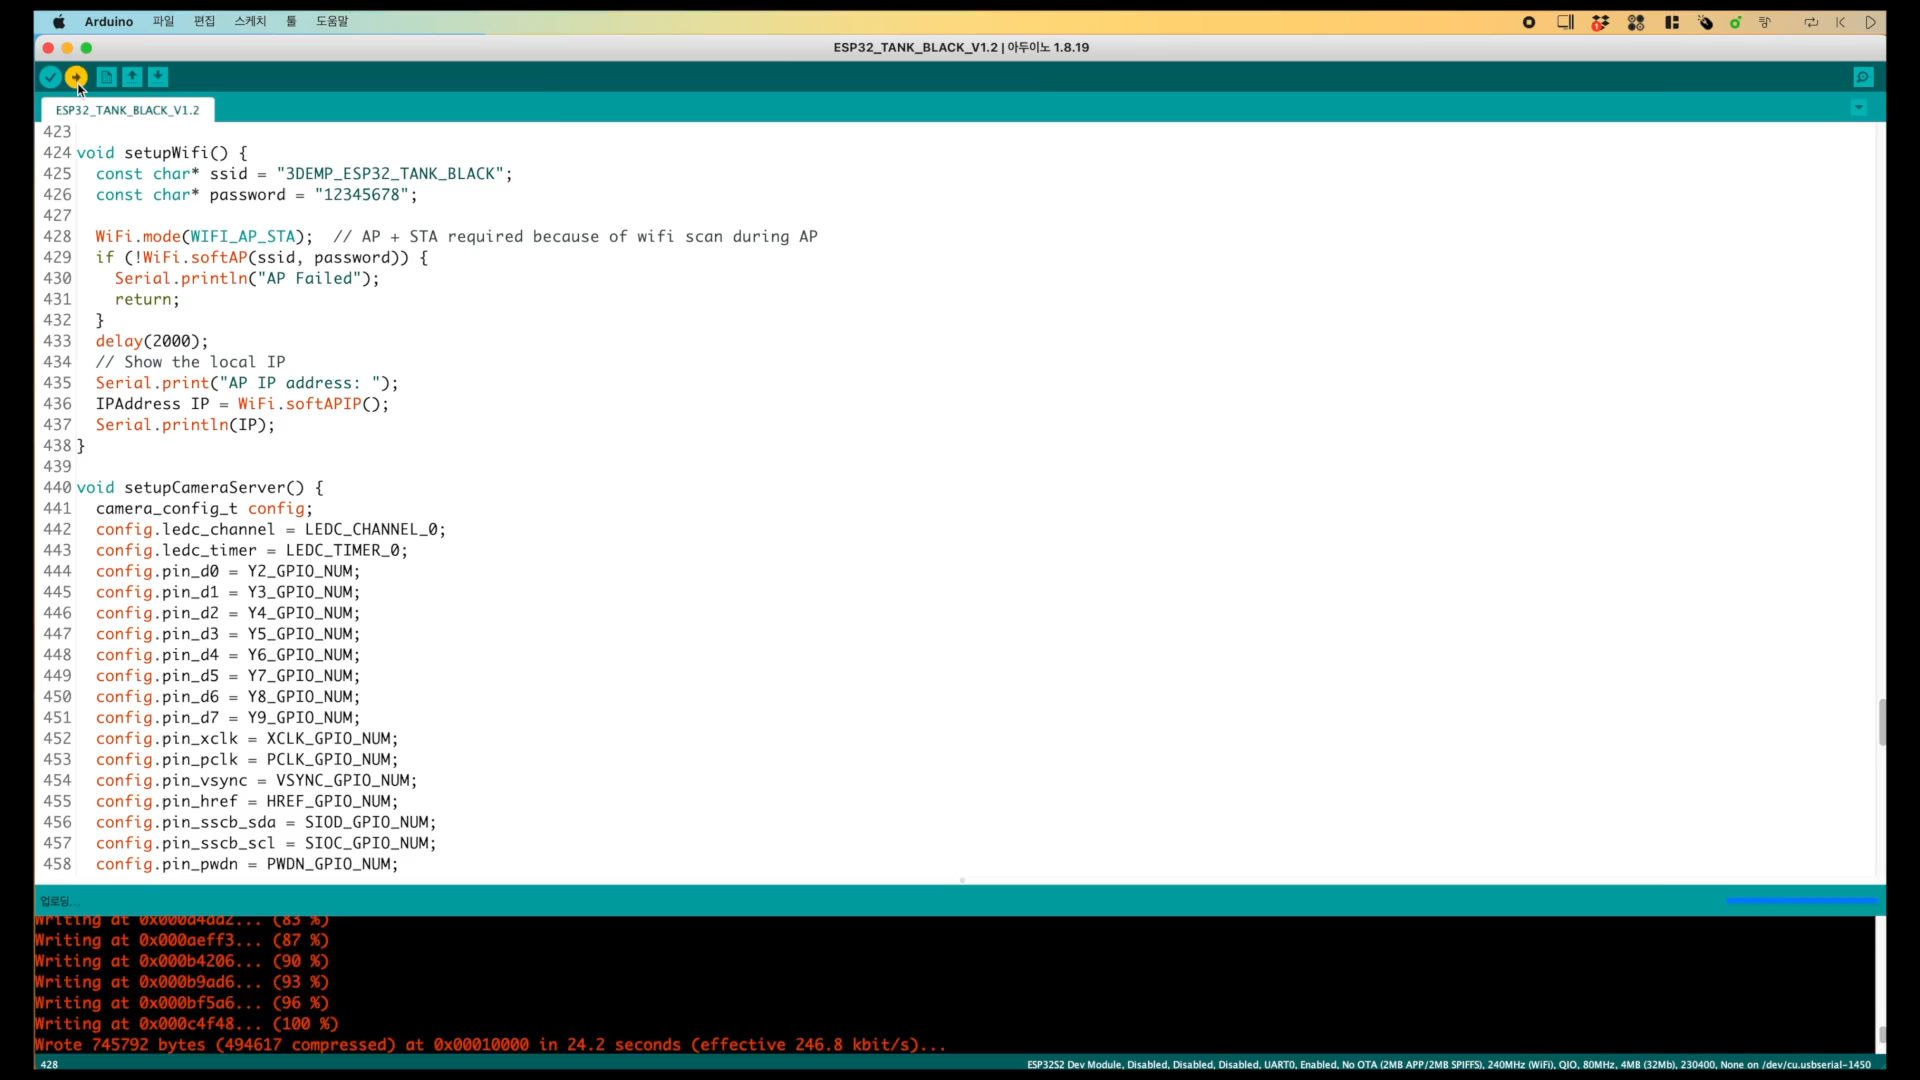 Arduino 파일 편집 스케치 툴 도움말
ESP32_TANK_BLACK_V1.2 | 아두이노 1.8.19
ESP32_TANK_BLACK_V1.2
423
424 void setupWifi() {
425 const char* ssid = "3DEMP_ESP32_TANK_BLACK";
426 const char* password = "12345678";
427
428 WiFi.mode(WIFI_AP_STA); // AP + STA required because of wifi scan during AP
429 if (!WiFi.softAP(ssid, password)) {
430 Serial.println("AP Failed");
431 return;
432 }
433 delay(2000);
434 // Show the local IP
435 Serial.print("AP IP address: ");
436 IPAddress IP = WiFi.softAPIP();
437 Serial.println(IP);
438 }
439
440 void setupCameraServer() {
441 camera_config_t config;
442 config.ledc_channel = LEDC_CHANNEL_0;
443 config.ledc_timer = LEDC_TIMER_0;
444 config.pin_d0 = Y2_GPIO_NUM;
445 config.pin_d1 = Y3_GPIO_NUM;
446 config.pin_d2 = Y4_GPIO_NUM;
447 config.pin_d3 = Y5_GPIO_NUM;
448 config.pin_d4 = Y6_GPIO_NUM;
449 config.pin_d5 = Y7_GPIO_NUM;
450 config.pin_d6 = Y8_GPIO_NUM;
451 config.pin_d7 = Y9_GPIO_NUM;
452 config.pin_xclk = XCLK_GPIO_NUM;
453 config.pin_pclk = PCLK_GPIO_NUM;
454 config.pin_vsync = VSYNC_GPIO_NUM;
455 config.pin_href = HREF_GPIO_NUM;
456 config.pin_sscb_sda = SIOD_GPIO_NUM;
457 config.pin_sscb_scl = SIOC_GPIO_NUM;
458 config.pin_pwdn = PWDN_GPIO_NUM;
업로딩...
Writing at 0x000a4dd2... (83 %)
Writing at 0x000aeff3... (87 %)
Writing at 0x000b4206... (90 %)
Writing at 0x000b9ad6... (93 %)
Writing at 0x000bf5a6... (96 %)
Writing at 0x000c4f48... (100 %)
Wrote 745792 bytes (494617 compressed) at 0x00010000 in 24.2 seconds (effective 246.8 kbit/s)...
428 ESP32S2 Dev Module, Disabled, Disabled, Disabled, UART0, Enabled, No OTA (2MB APP/2MB SPIFFS), 240MHz (WiFi), QIO, 80MHz, 4MB (32Mb), 230400, None on /dev/cu.usbserial-1450